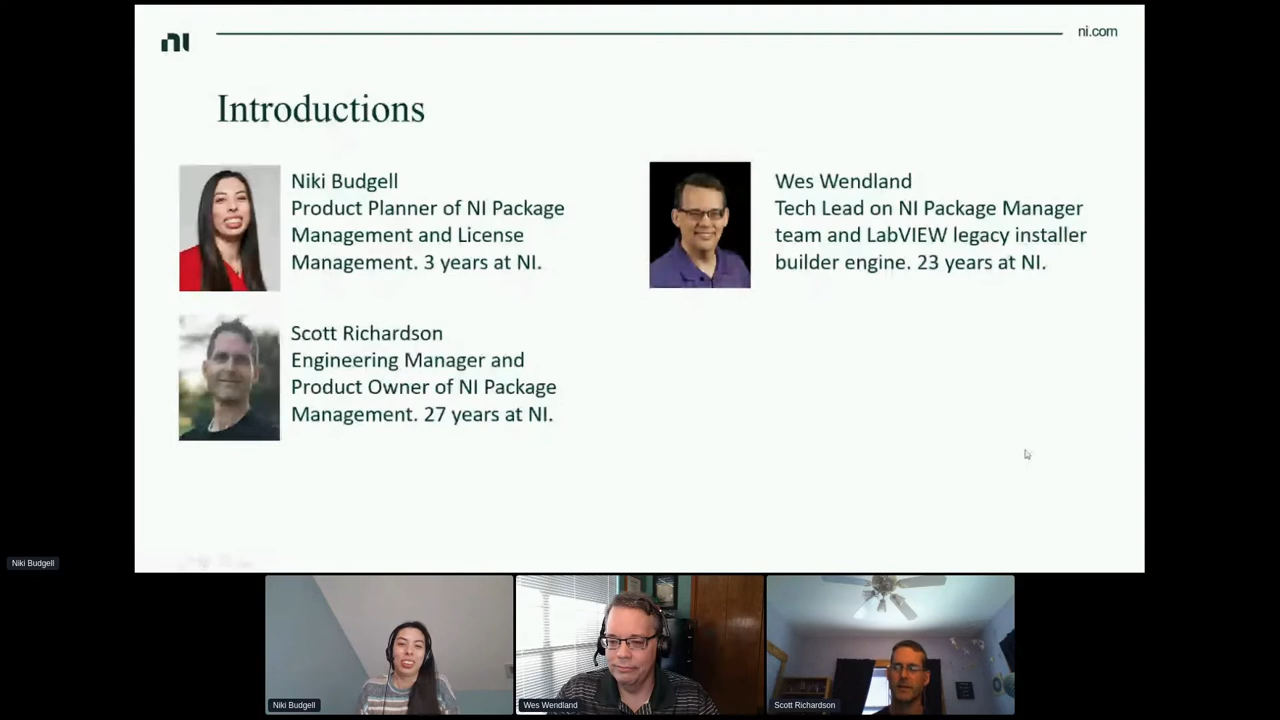 ni
ni.com
Introductions
Niki Budgell
Product Planner of NI Package
Management and License
Management. 3 years at NI.
Wes Wendland
Tech Lead on NI Package Manager
team and LabVIEW legacy installer
builder engine. 23 years at NI.
Scott Richardson
Engineering Manager and
Product Owner of NI Package
Management. 27 years at NI.
Niki Budgell
Niki Budgell
Wes Wendland
Scott Richardson